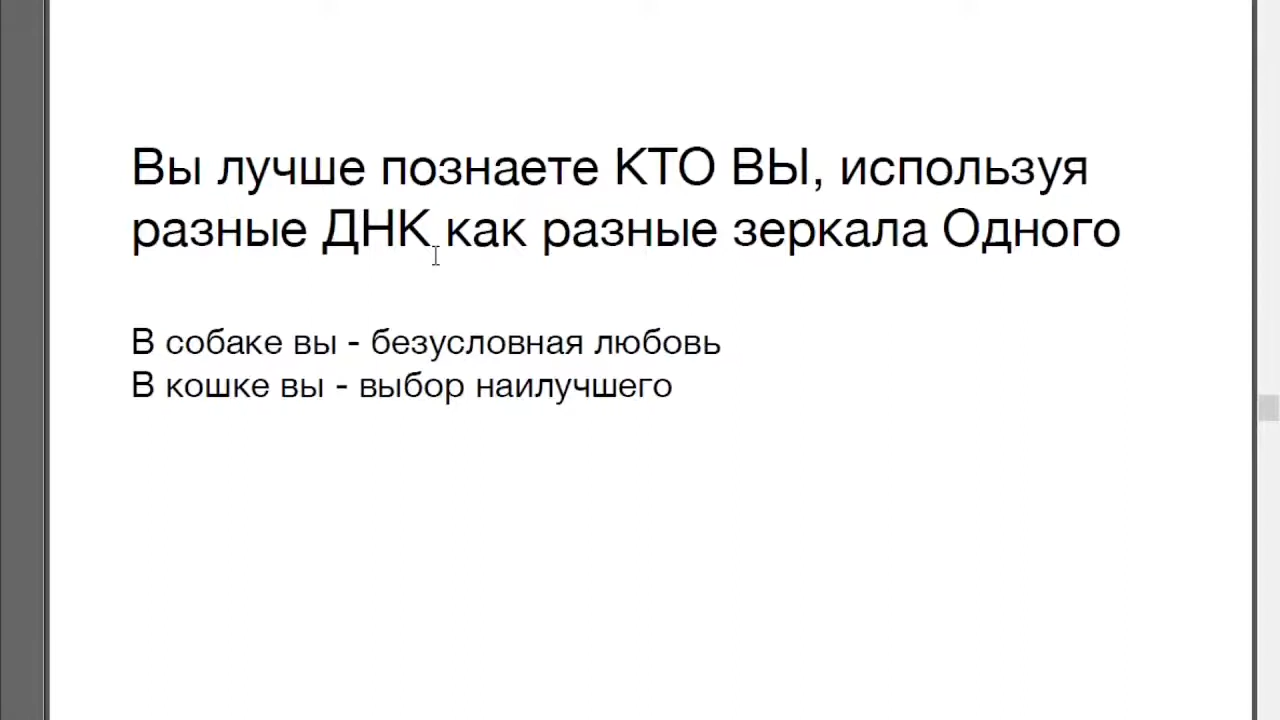 Вы лучше познаете КТО ВЫ, используя
разные ДНК как разные зеркала Одного
В собаке вы - безусловная любовь
В кошке вы - выбор наилучшего